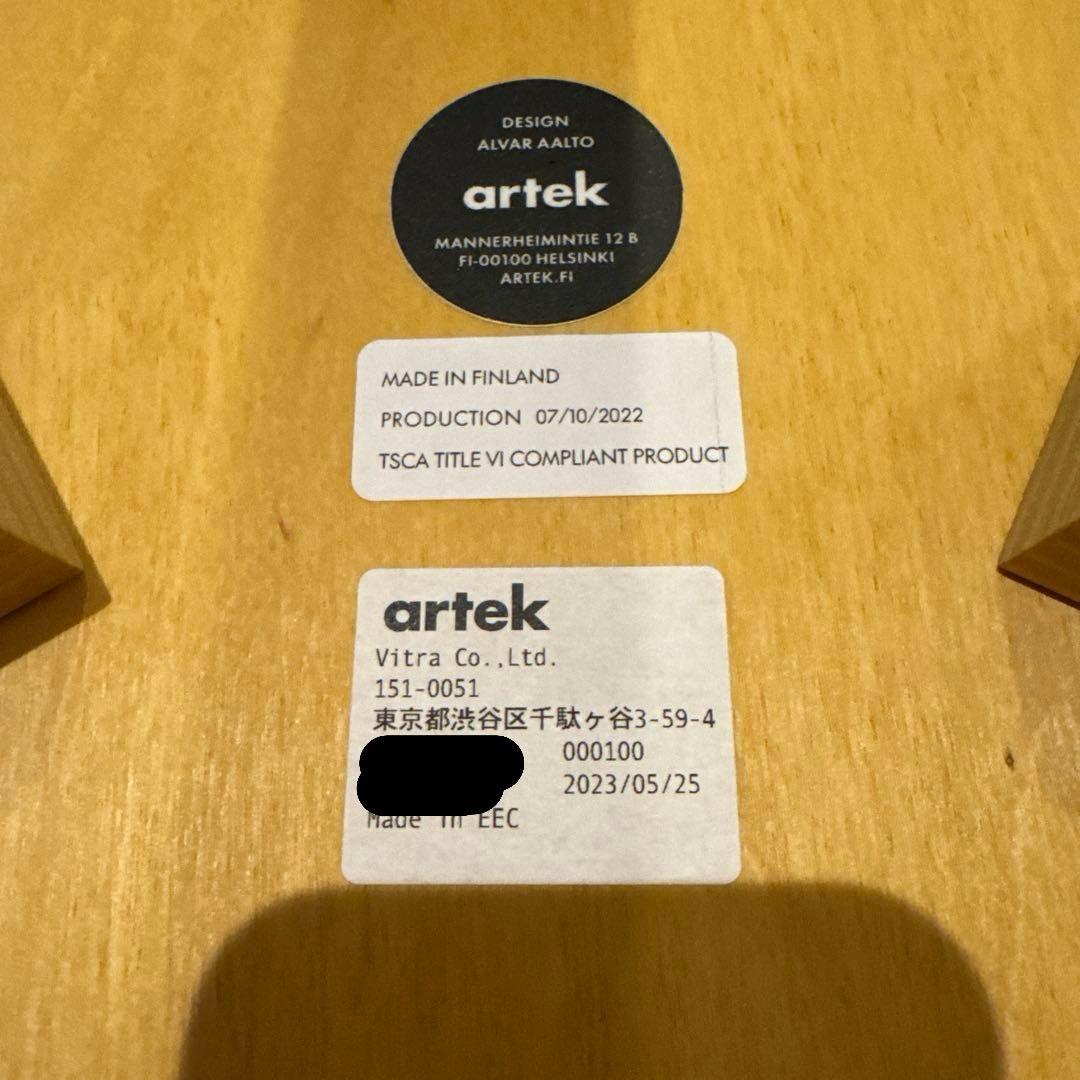 DESIGN
ALVAR AALTO
artek
MANNERHEIMINTIE 12 B
FI-00100 HELSINKI
ARTEK.FI
MADE IN FINLAND
PRODUCTION 07/10/2022
TSCA TITLE VI COMPLIANT PRODUCT
artek
Vitra Co.,Ltd.
151-0051
東京都渋谷区千駄ヶ谷3-59-4
000100
2023/05/25
Made in EEC